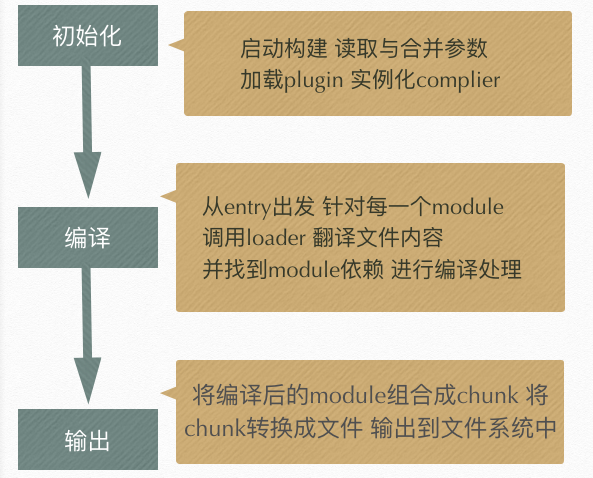 初始化
启动构建 读取与合并参数
加载plugin 实例化complier
编译
从entry出发 针对每一个module
调用loader 翻译文件内容
并找到module依赖 进行编译处理
输出
将编译后的module组合成chunk 将
chunk转换成文件 输出到文件系统中